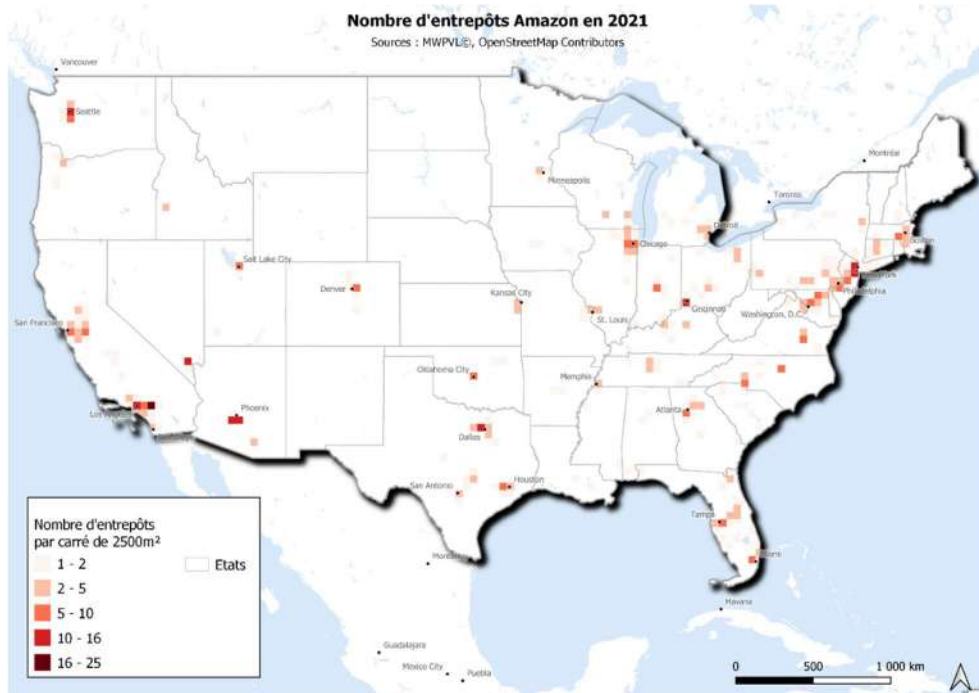 Nombre d'entrepôts Amazon en 2021
Sources : MWPVL©, OpenStreetMap Contributors
Vancouver
Seattle
Montréal
Minneapolis
Toronto
Detroit
Boston
Chicago
Salt Lake City
Denver
Kansas City
Cincinnati
Philadelphia
San Francisco
St. Louis
Washington, D.C.
Oklahoma City
Memphis
Los Angeles
Phoenix
Atlanta
Dallas
San Antonio
Houston
Tampa
Miami
Nombre d'entrepôts
par carré de 2500m²
1 - 2
Etats
2 - 5
5 - 10
10 - 16
16 - 25
Monterrey
Havana
Guadalajara
Mexico City
Puebla
0 500 1 000 km